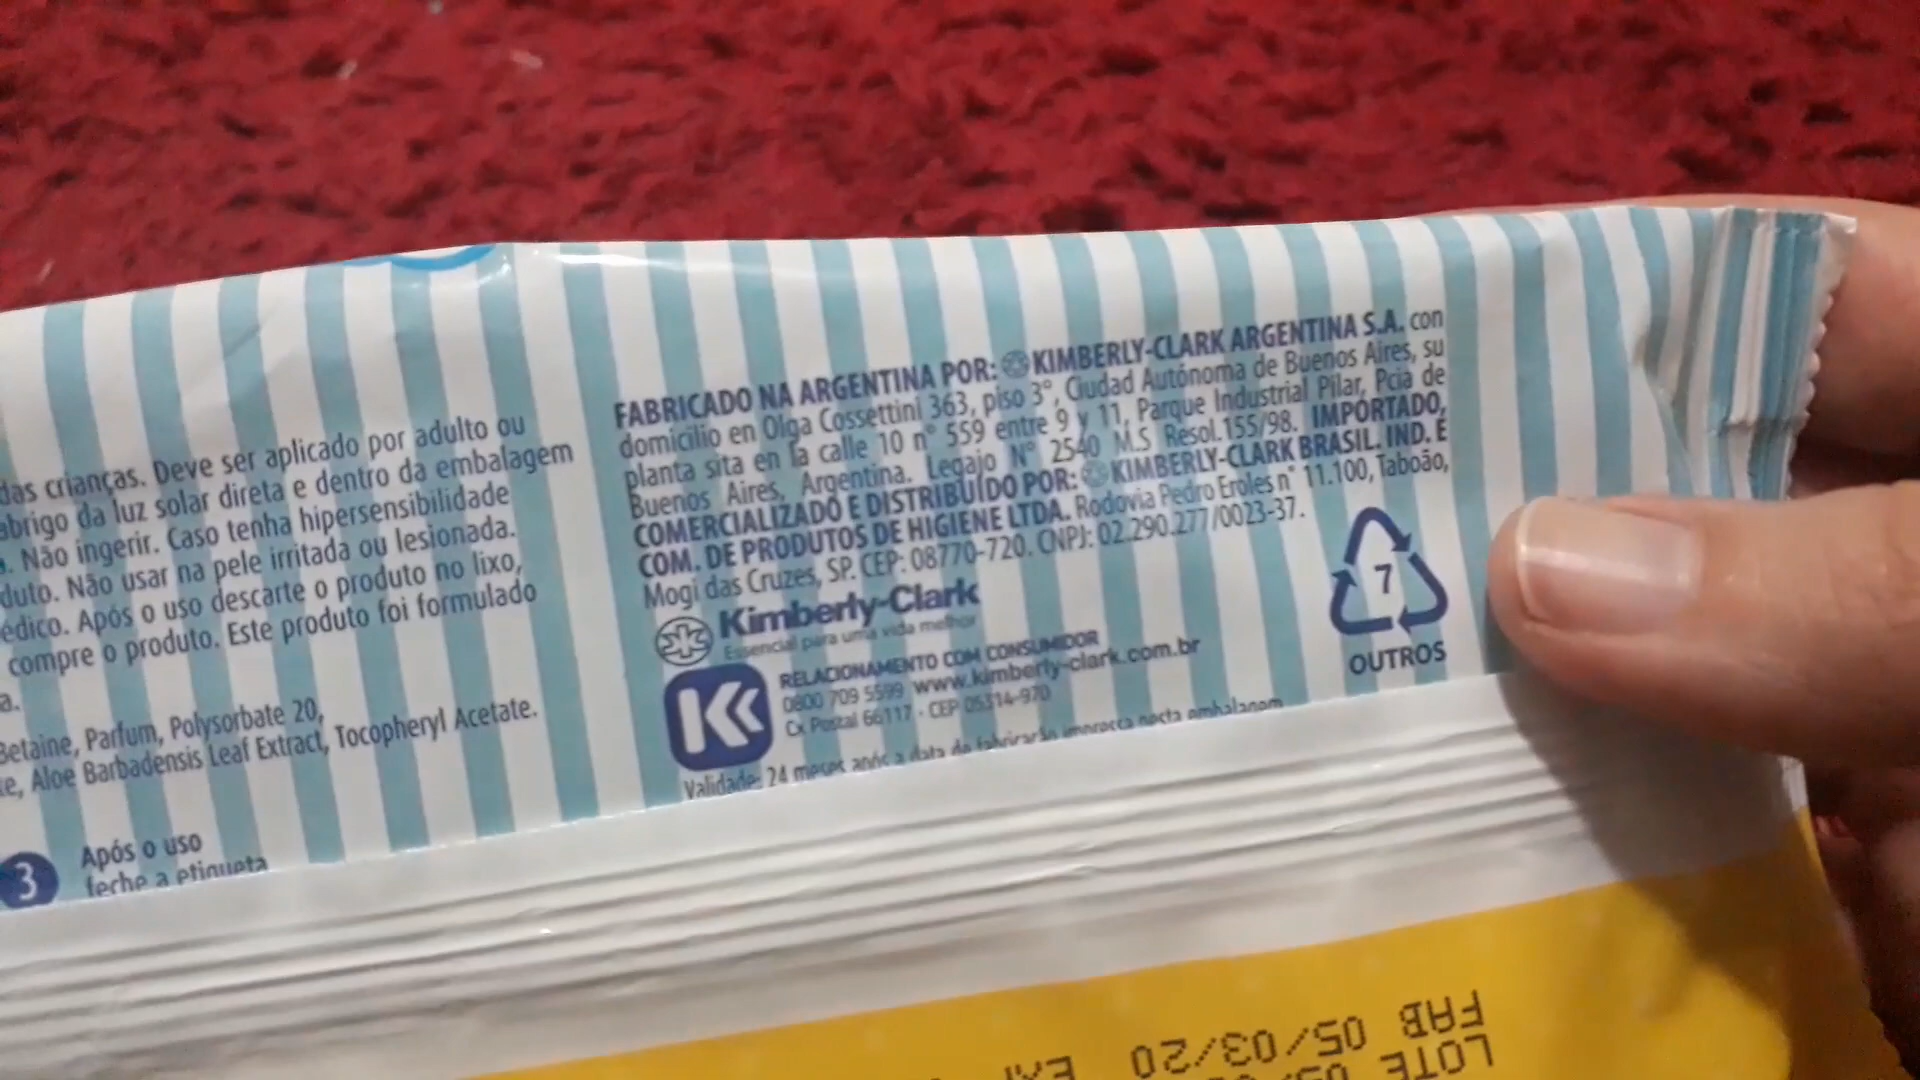 das crianças. Deve ser aplicado por adulto ou
abrigo da luz solar direta e dentro da embalagem
. Não ingerir. Caso tenha hipersensibilidade
duto. Não usar na pele irritada ou lesionada.
édico. Após o uso descarte o produto no lixo,
compre o produto. Este produto foi formulado
a.
Betaine, Parfum, Polysorbate 20,
Aloe Barbadensis Leaf Extract, Tocopheryl Acetate.
3 Após o uso
feche a etiqueta
FABRICADO NA ARGENTINA POR: KIMBERLY-CLARK ARGENTINA S.A. con
domicilio en Olga Cossettini 363, piso 3°, Ciudad Autónoma de Buenos Aires, su
planta sita en la calle 10 n° 559 entre 9 y 11, Parque Industrial Pilar, Pcia de
Buenos Aires, Argentina. Legajo N° 2540 M.S Resol.155/98. IMPORTADO,
COMERCIALIZADO E DISTRIBUÍDO POR: KIMBERLY-CLARK BRASIL. IND. E
COM. DE PRODUTOS DE HIGIENE LTDA. Rodovia Pedro Eroles n° 11.100, Taboão,
Mogi das Cruzes, SP. CEP: 08770-720. CNPJ: 02.290.277/0023-37.
Kimberly-Clark
Essencial para uma vida melhor
RELACIONAMENTO COM CONSUMIDOR
0800 709 5599 www.kimberly-clark.com.br
Cx Postal 66117 - CEP 05314-970
Validade: 24 meses após a data de fabricação impressa nesta embalagem
7
OUTROS
LOTE
FAB 05/03/20